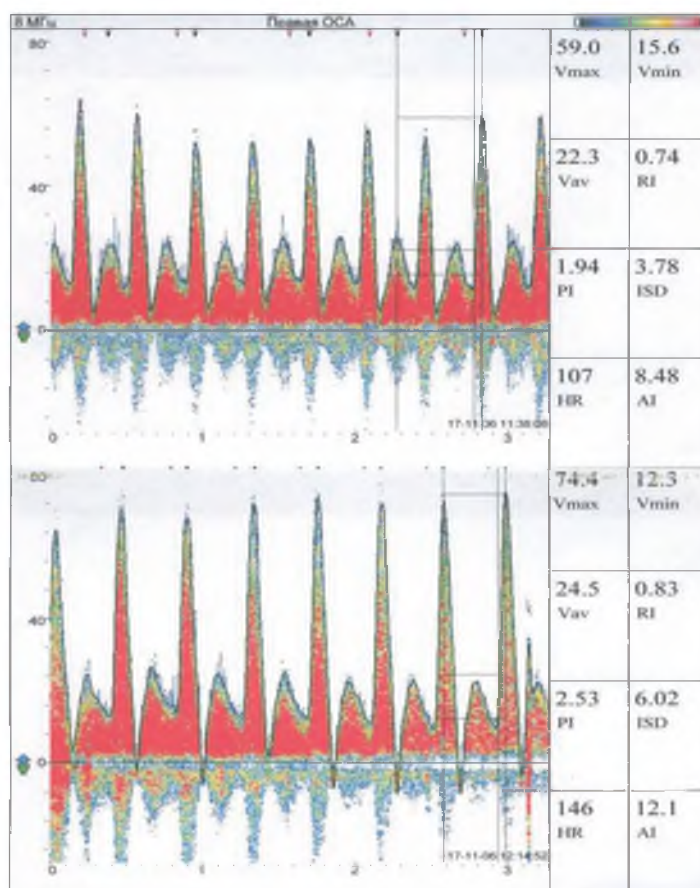 8 МГц
Правая ОСА
80
59.0 15.6
Vmax Vmin
40
22.3 0.74
Vav RI
1.94 3.78
PI ISD
0
107 8.48
HR AI
17-11-06 11:38:08
0 1 2 3
74.4 12.3
Vmax Vmin
24.5 0.83
40
Vav RI
2.53 6.02
PI ISD
0
146 12.1
HR AI
17-11-06 12:14:52
0 1 2 3